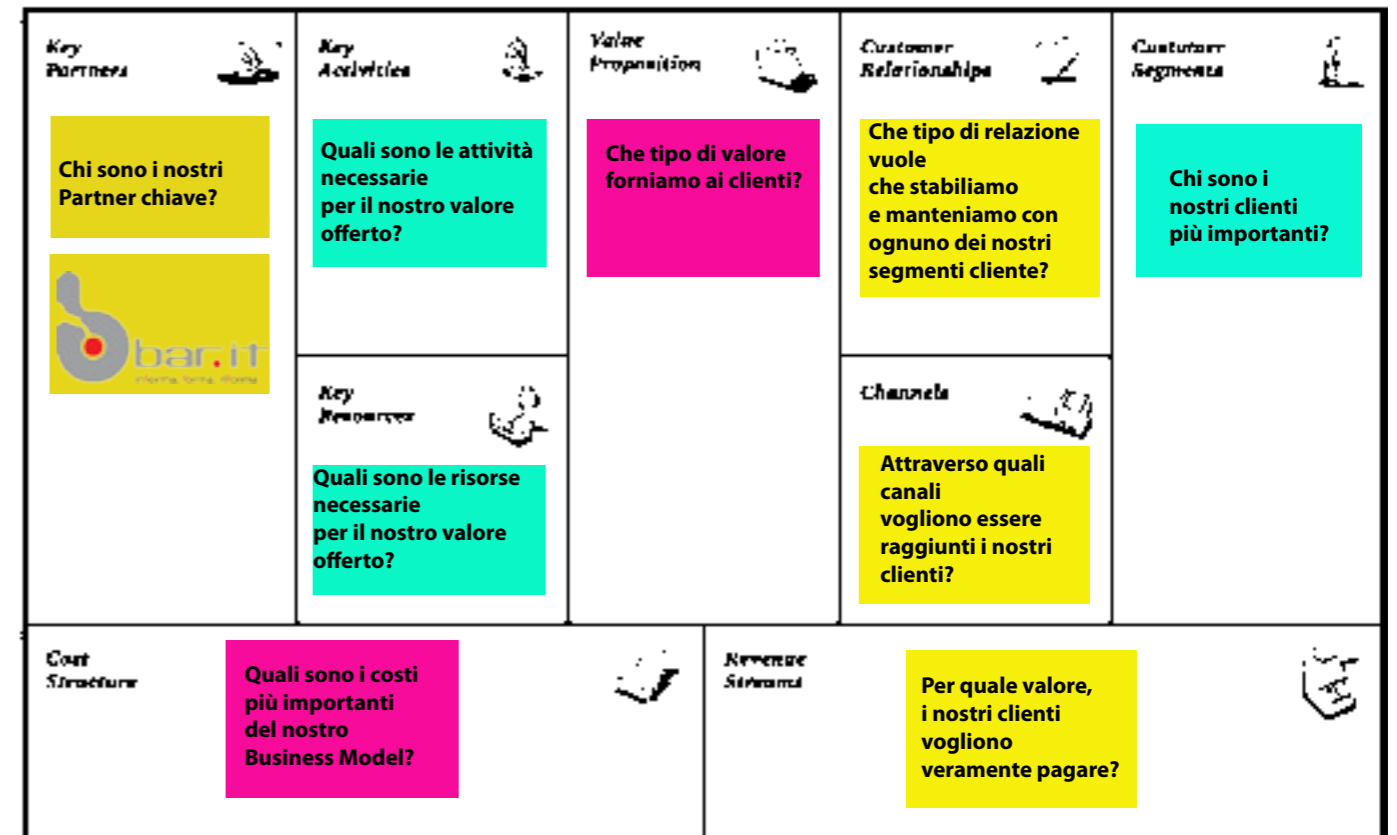 Key
Partners
Chi sono i nostri
Partner chiave?
bar.it
informa, forma, riforma
Key
Activities
Quali sono le attività
necessarie
per il nostro valore
offerto?
Key
Resources
Quali sono le risorse
necessarie
per il nostro valore
offerto?
Value
Proposition
Che tipo di valore
forniamo ai clienti?
Customer
Relationships
Che tipo di relazione
vuole
che stabiliamo
e manteniamo con
ognuno dei nostri
segmenti cliente?
Channels
Attraverso quali
canali
vogliono essere
raggiunti i nostri
clienti?
Customer
Segments
Chi sono i
nostri clienti
più importanti?
Cost
Structure
Quali sono i costi
più importanti
del nostro
Business Model?
Revenue
Streams
Per quale valore,
i nostri clienti
vogliono
veramente pagare?